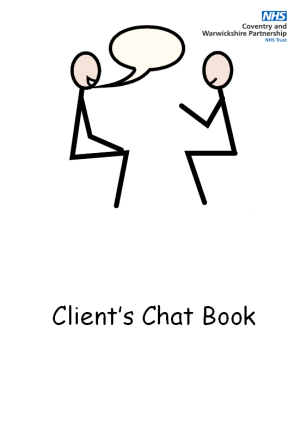 NHS
Coventry and
Warwickshire Partnership
NHS Trust
Client's Chat Book